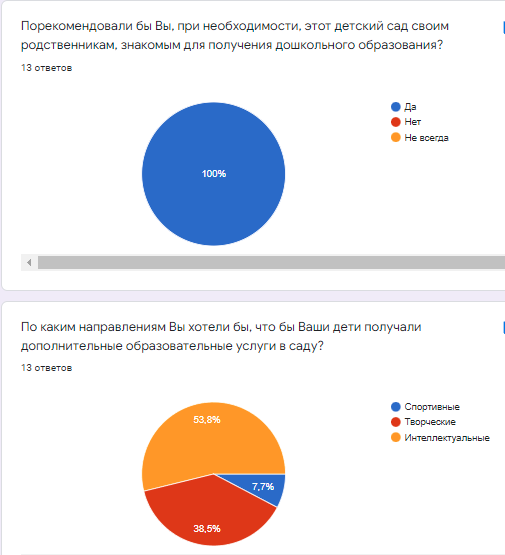 Порекомендовали бы Вы, при необходимости, этот детский сад своим
родственникам, знакомым для получения дошкольного образования?
13 ответов
Да
Нет
Не всегда
100%
По каким направлениям Вы хотели бы, что бы Ваши дети получали
дополнительные образовательные услуги в саду?
13 ответов
Спортивные
Творческие
Интеллектуальные
53,8%
7,7%
38,5%